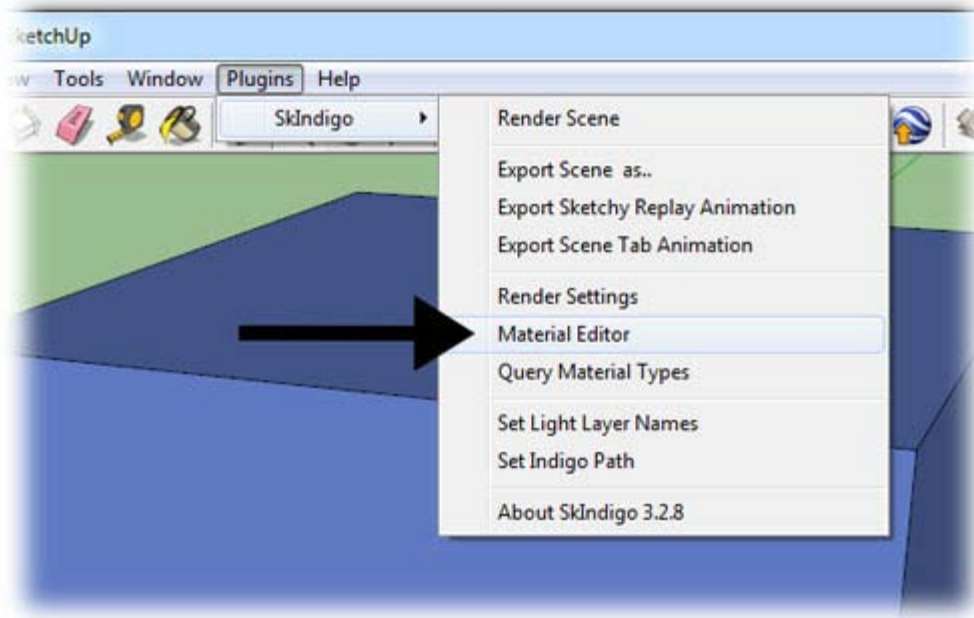 ketchUp
w Tools Window Plugins Help
SkIndigo
Render Scene
Export Scene as..
Export Sketchy Replay Animation
Export Scene Tab Animation
Render Settings
Material Editor
Query Material Types
Set Light Layer Names
Set Indigo Path
About SkIndigo 3.2.8